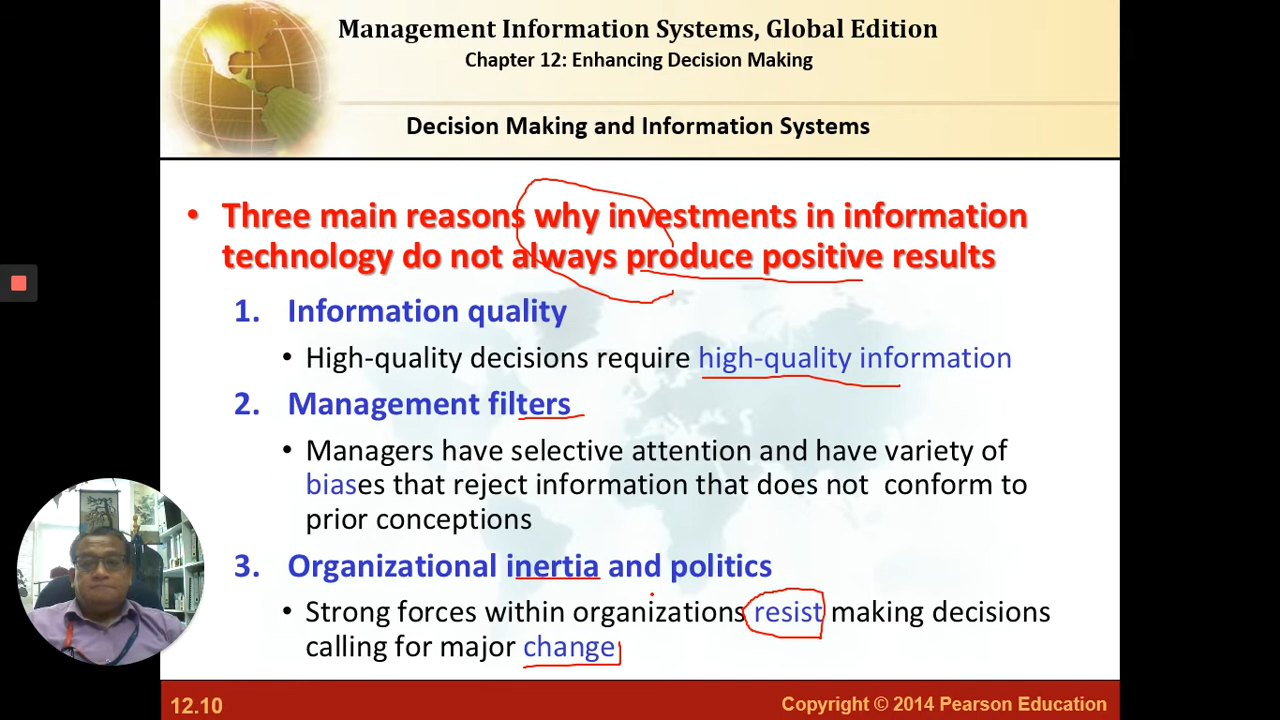 Management Information Systems, Global Edition
Chapter 12: Enhancing Decision Making
Decision Making and Information Systems
• Three main reasons why investments in information
technology do not always produce positive results
1. Information quality
• High-quality decisions require high-quality information
2. Management filters
• Managers have selective attention and have variety of
biases that reject information that does not conform to
prior conceptions
3. Organizational inertia and politics
• Strong forces within organizations resist making decisions
calling for major change
12.10
Copyright © 2014 Pearson Education